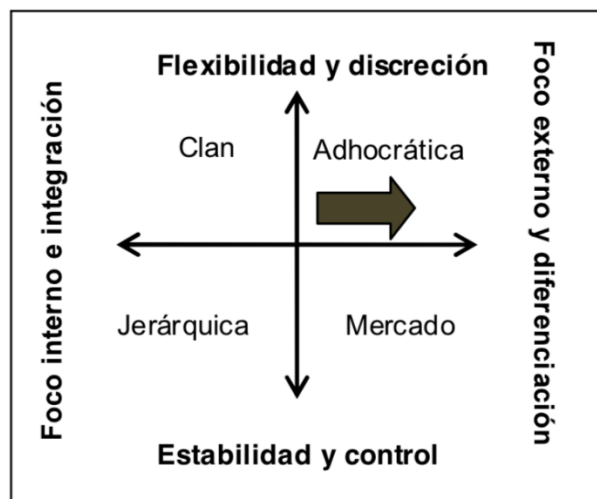 Flexibilidad y discreción
Foco interno e integración
Clan
Adhocrática
Foco externo y diferenciación
Jerárquica
Mercado
Estabilidad y control